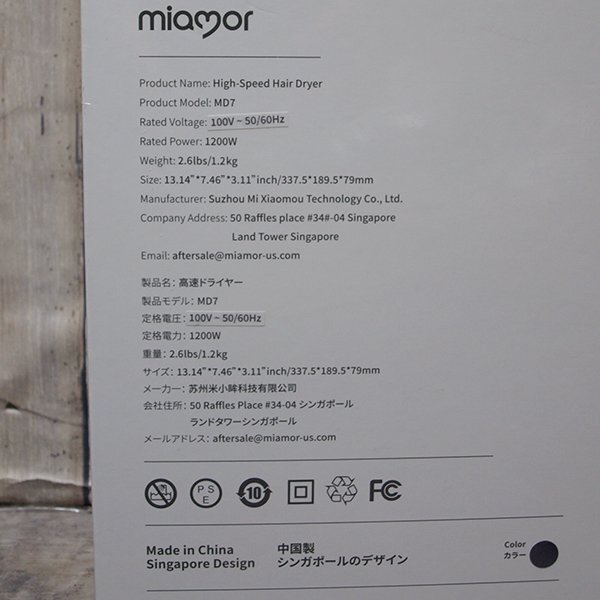 miamor
Product Name: High-Speed Hair Dryer
Product Model: MD7
Rated Voltage: 100V ~ 50/60Hz
Rated Power: 1200W
Weight: 2.6lbs/1.2kg
Size: 13.14"*7.46"*3.11"inch/337.5*189.5*79mm
Manufacturer: Suzhou Mi Xiaomou Technology Co., Ltd.
Company Address: 50 Raffles place #34#-04 Singapore
Land Tower Singapore
Email: aftersale@miamor-us.com
製品名: 高速ドライヤー
製品モデル: MD7
定格電圧: 100V ~ 50/60Hz
定格電力: 1200W
重量: 2.6lbs/1.2kg
サイズ: 13.14"*7.46"*3.11"inch/337.5*189.5*79mm
メーカー: 苏州米小眸科技有限公司
会社住所: 50 Raffles Place #34-04 シンガポール
ランドタワーシンガポール
メールアドレス: aftersale@miamor-us.com
PSE 10 FC
Made in China 中国製 Color
Singapore Design シンガポールのデザイン カラー